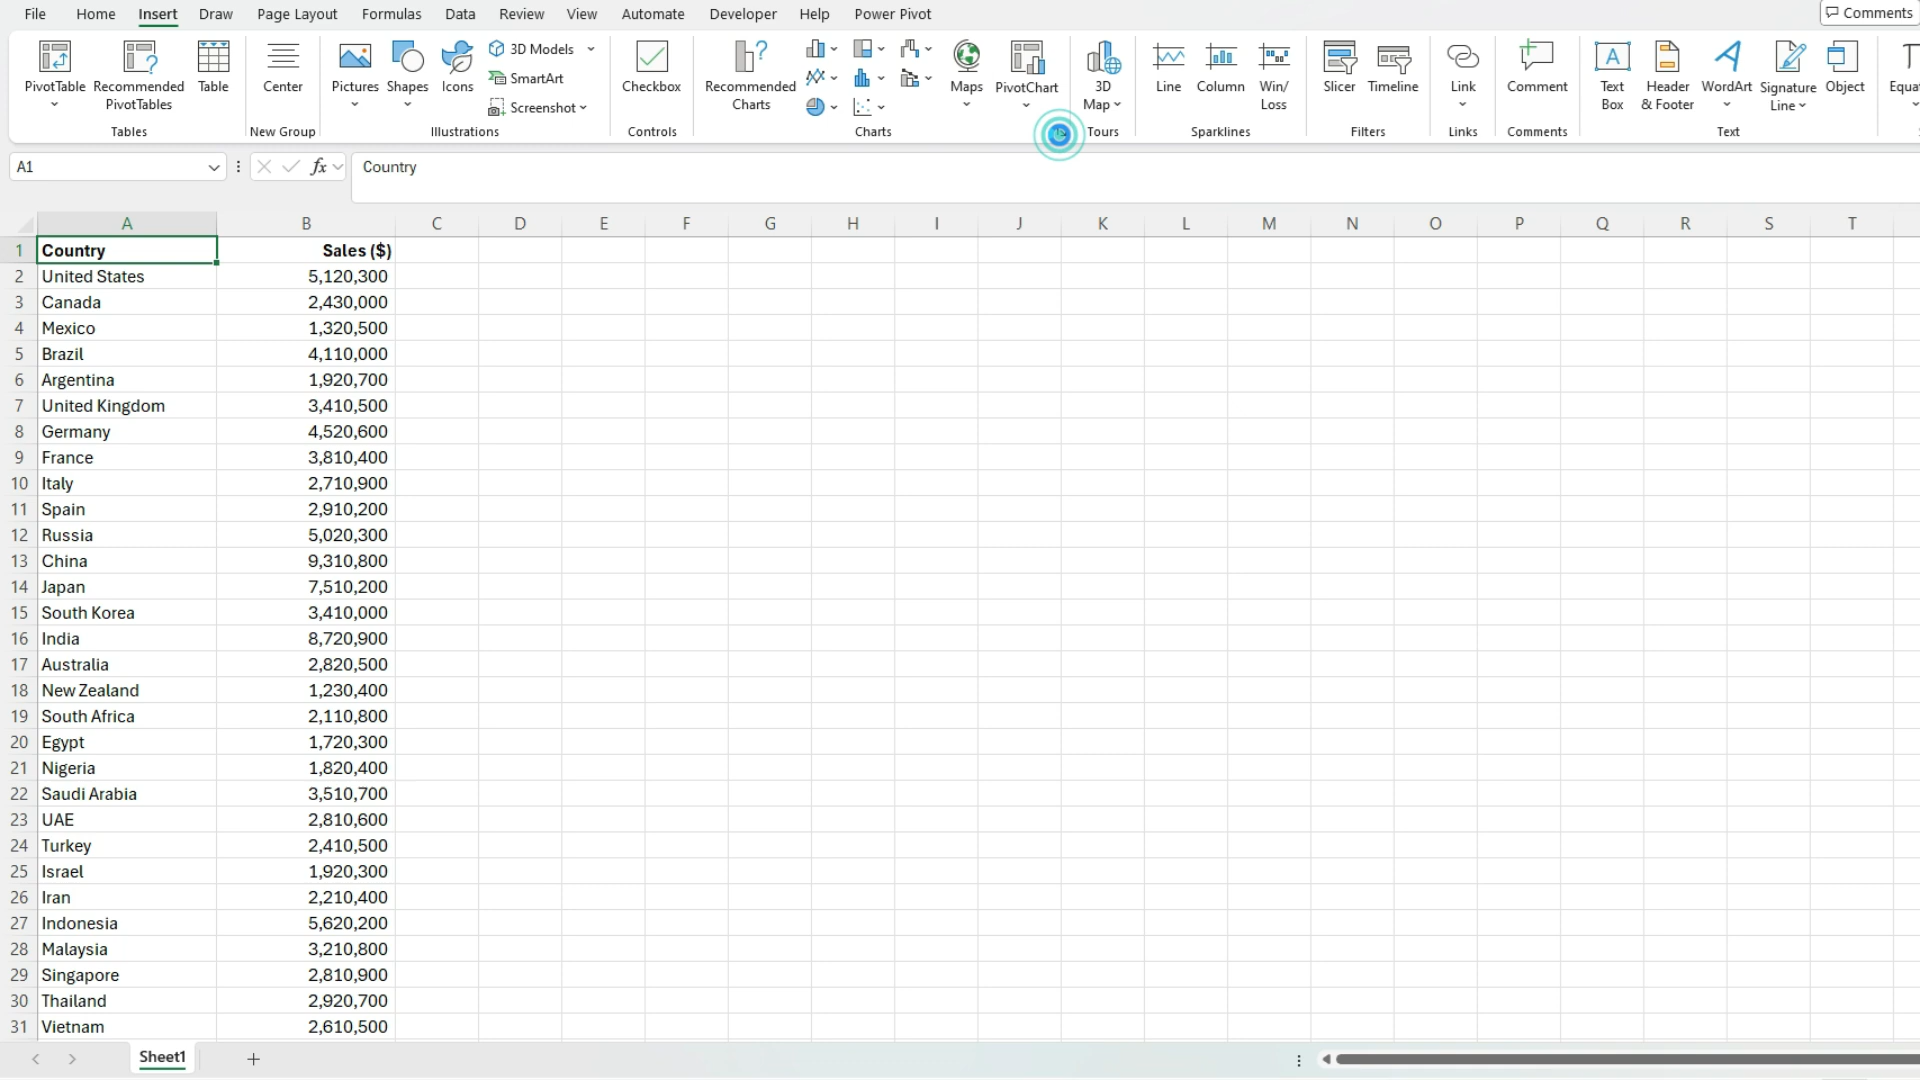 File Home Insert Draw Page Layout Formulas Data Review View Automate Developer Help Power Pivot Comments
PivotTable Recommended PivotTables Table
Tables
Center
New Group
Pictures Shapes Icons 3D Models SmartArt Screenshot
Illustrations
Checkbox
Controls
Recommended Charts Maps PivotChart
Charts
3D Map
Tours
Line Column Win/Loss
Sparklines
Slicer Timeline
Filters
Link
Links
Comment
Comments
Text Box Header & Footer WordArt Signature Line Object
Text
A1 fx Country
A B C D E F G H I J K L M N O P Q R S T
1 Country Sales ($)
2 United States 5,120,300
3 Canada 2,430,000
4 Mexico 1,320,500
5 Brazil 4,110,000
6 Argentina 1,920,700
7 United Kingdom 3,410,500
8 Germany 4,520,600
9 France 3,810,400
10 Italy 2,710,900
11 Spain 2,910,200
12 Russia 5,020,300
13 China 9,310,800
14 Japan 7,510,200
15 South Korea 3,410,000
16 India 8,720,900
17 Australia 2,820,500
18 New Zealand 1,230,400
19 South Africa 2,110,800
20 Egypt 1,720,300
21 Nigeria 1,820,400
22 Saudi Arabia 3,510,700
23 UAE 2,810,600
24 Turkey 2,410,500
25 Israel 1,920,300
26 Iran 2,210,400
27 Indonesia 5,620,200
28 Malaysia 3,210,800
29 Singapore 2,810,900
30 Thailand 2,920,700
31 Vietnam 2,610,500
Sheet1